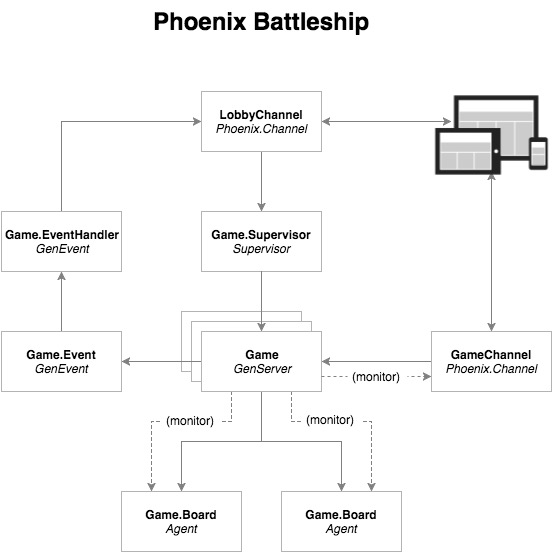 Phoenix Battleship
LobbyChannel
Phoenix.Channel
Game.EventHandler
GenEvent
Game.Supervisor
Supervisor
Game.Event
GenEvent
Game
GenServer
GameChannel
Phoenix.Channel
(monitor)
(monitor)
(monitor)
Game.Board
Agent
Game.Board
Agent